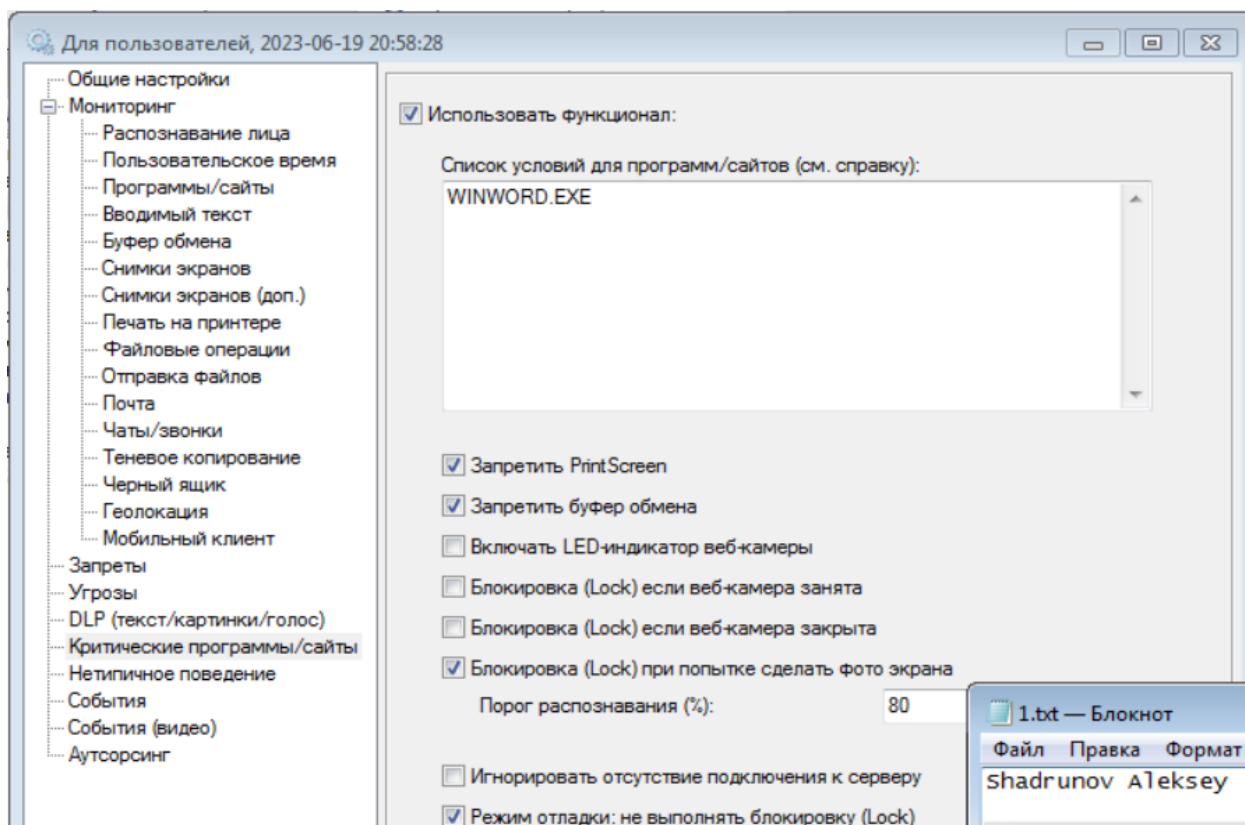 Для пользователей, 2023-06-19 20:58:28
Общие настройки
Мониторинг
Распознавание лица
Пользовательское время
Программы/сайты
Вводимый текст
Буфер обмена
Снимки экранов
Снимки экранов (доп.)
Печать на принтере
Файловые операции
Отправка файлов
Почта
Чаты/звонки
Теневое копирование
Черный ящик
Геолокация
Мобильный клиент
Запреты
Угрозы
DLP (текст/картинки/голос)
Критические программы/сайты
Нетипичное поведение
События
События (видео)
Аутсорсинг
Использовать функционал:
Список условий для программ/сайтов (см. справку):
WINWORD.EXE
Запретить PrintScreen
Запретить буфер обмена
Включать LED-индикатор веб-камеры
Блокировка (Lock) если веб-камера занята
Блокировка (Lock) если веб-камера закрыта
Блокировка (Lock) при попытке сделать фото экрана
Порог распознавания (%): 80
Игнорировать отсутствие подключения к серверу
Режим отладки: не выполнять блокировку (Lock)
1.txt — Блокнот
Файл Правка Формат
Shadrunov Aleksey